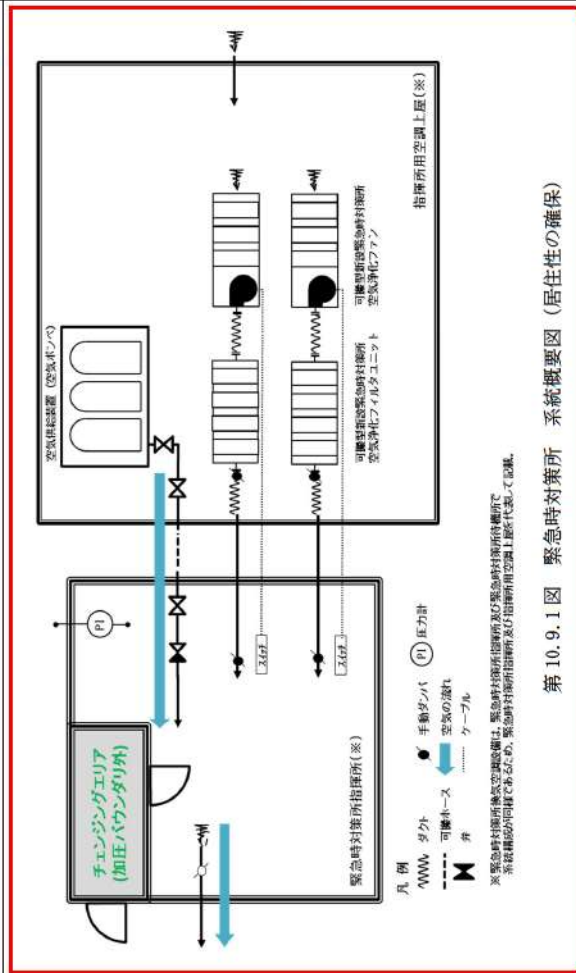 指揮所用空調上屋(※)
空気供給装置 (空気ボンベ)
可搬型新設緊急時対策所
空気浄化ファン
可搬型新設緊急時対策所
空気浄化フィルタユニット
PI
スイッチ
スイッチ
チェンジングエリア
(加圧バウンダリ外)
緊急時対策所指揮所(※)
凡 例
ダクト
手動ダンパ
PI 圧力計
可搬ホース
空気の流れ
弁
ケーブル
※緊急時対策所換気空調設備は、緊急時対策所指揮所及び緊急時対策所待機所で
系統構成が同様であるため、緊急時対策所指揮所及び指揮所用空調上屋を代表して記載。
第 10.9.1 図 緊急時対策所 系統概要図 (居住性の確保)